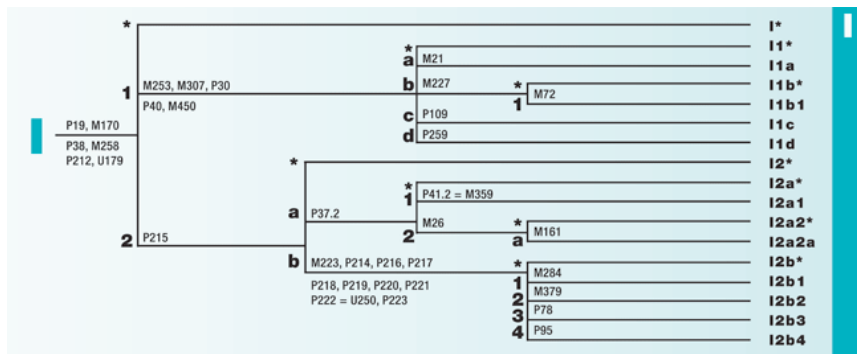 * I*
I
* I1*
a M21 I1a
1 M253, M307, P30 b M227 * I1b*
P40, M450 1 M72 I1b1
c P109 I1c
P19, M170 d P259 I1d
P38, M258
P212, U179
* I2*
* I2a*
1 P41.2 = M359 I2a1
a P37.2 M26 * I2a2*
2 a M161 I2a2a
2 P215
b M223, P214, P216, P217 * I2b*
P218, P219, P220, P221 1 M284 I2b1
P222 = U250, P223 2 M379 I2b2
3 P78 I2b3
4 P95 I2b4